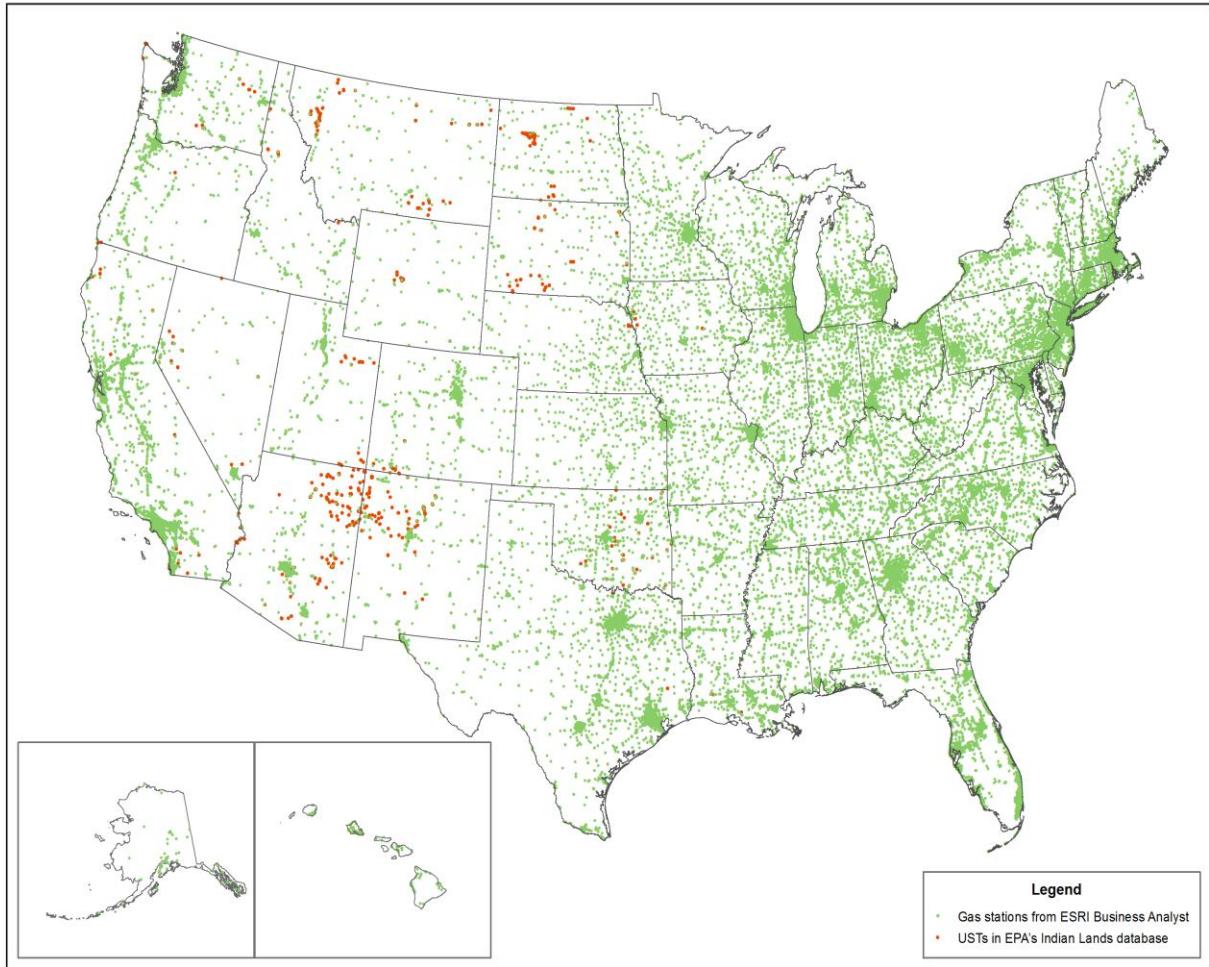 Legend
Gas stations from ESRI Business Analyst
USTs in EPA's Indian Lands database